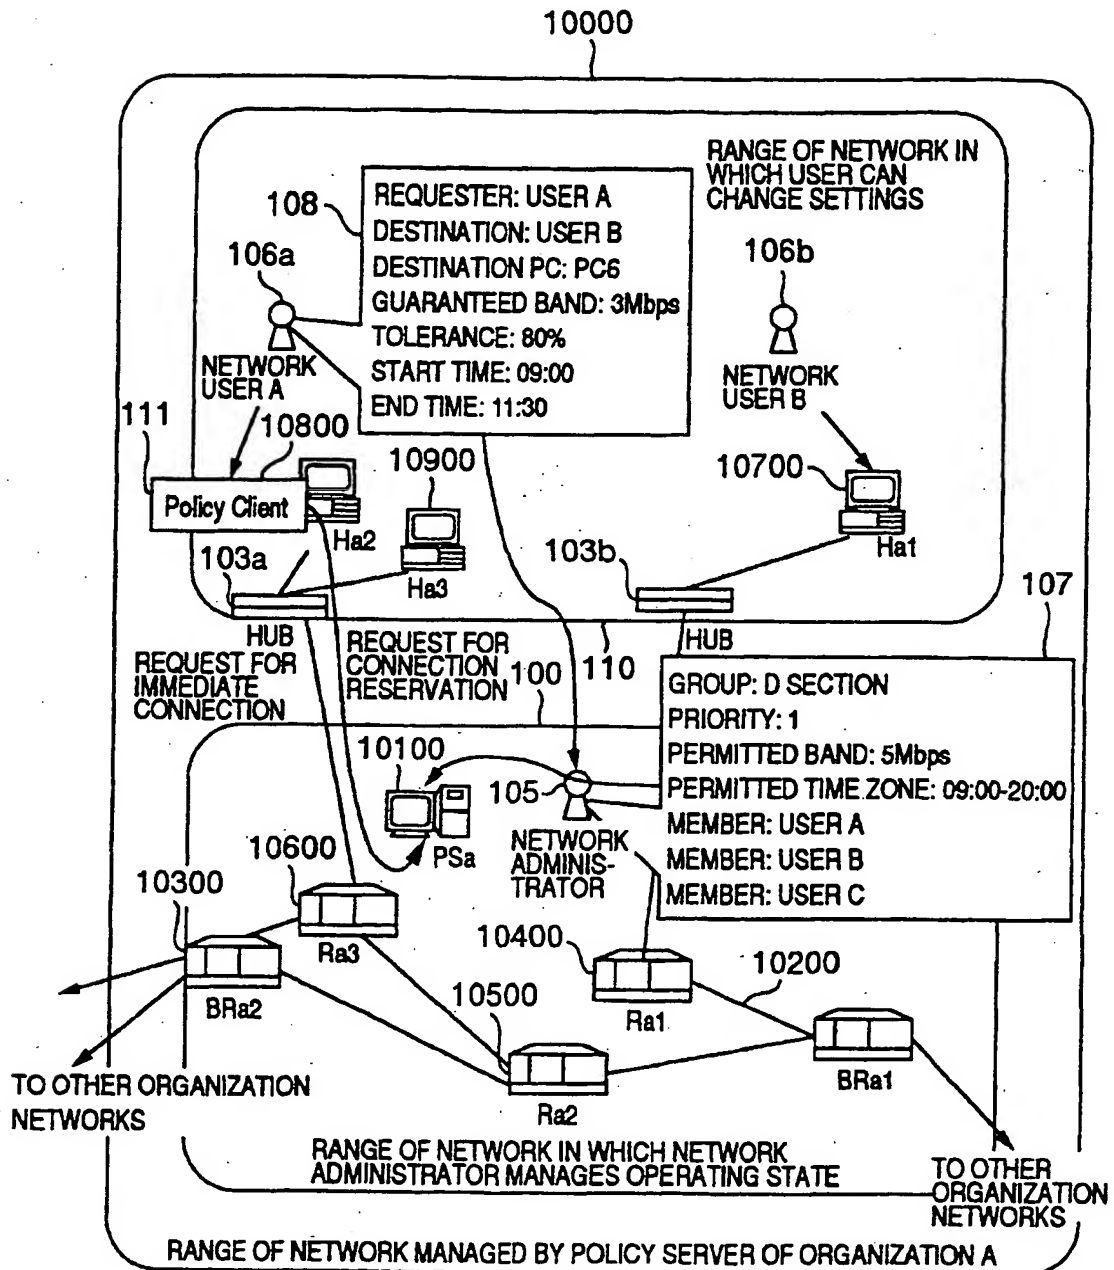 10000
RANGE OF NETWORK IN
WHICH USER CAN
CHANGE SETTINGS
108
REQUESTER: USER A
DESTINATION: USER B
DESTINATION PC: PC6
GUARANTEED BAND: 3Mbps
TOLERANCE: 80%
START TIME: 09:00
END TIME: 11:30
106a
NETWORK
USER A
106b
NETWORK
USER B
111
10800
Policy Client
Ha2
10900
Ha3
10700
Ha1
103a
HUB
103b
HUB
107
REQUEST FOR
IMMEDIATE
CONNECTION
REQUEST FOR
CONNECTION
RESERVATION
100
110
GROUP: D SECTION
PRIORITY: 1
PERMITTED BAND: 5Mbps
PERMITTED TIME ZONE: 09:00-20:00
MEMBER: USER A
MEMBER: USER B
MEMBER: USER C
10100
PSa
105
NETWORK
ADMINIS-
TRATOR
10600
Ra3
10300
BRa2
10400
Ra1
10200
10500
Ra2
BRa1
TO OTHER ORGANIZATION
NETWORKS
RANGE OF NETWORK IN WHICH NETWORK
ADMINISTRATOR MANAGES OPERATING STATE
TO OTHER
ORGANIZATION
NETWORKS
RANGE OF NETWORK MANAGED BY POLICY SERVER OF ORGANIZATION A